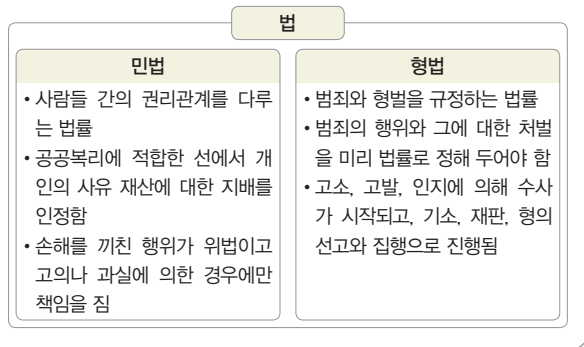 법
민법
• 사람들 간의 권리관계를 다루
는 법률
• 공공복리에 적합한 선에서 개
인의 사유 재산에 대한 지배를
인정함
• 손해를 끼친 행위가 위법이고
고의나 과실에 의한 경우에만
책임을 짐
형법
• 범죄와 형벌을 규정하는 법률
• 범죄의 행위와 그에 대한 처벌
을 미리 법률로 정해 두어야 함
• 고소, 고발, 인지에 의해 수사
가 시작되고, 기소, 재판, 형의
선고와 집행으로 진행됨